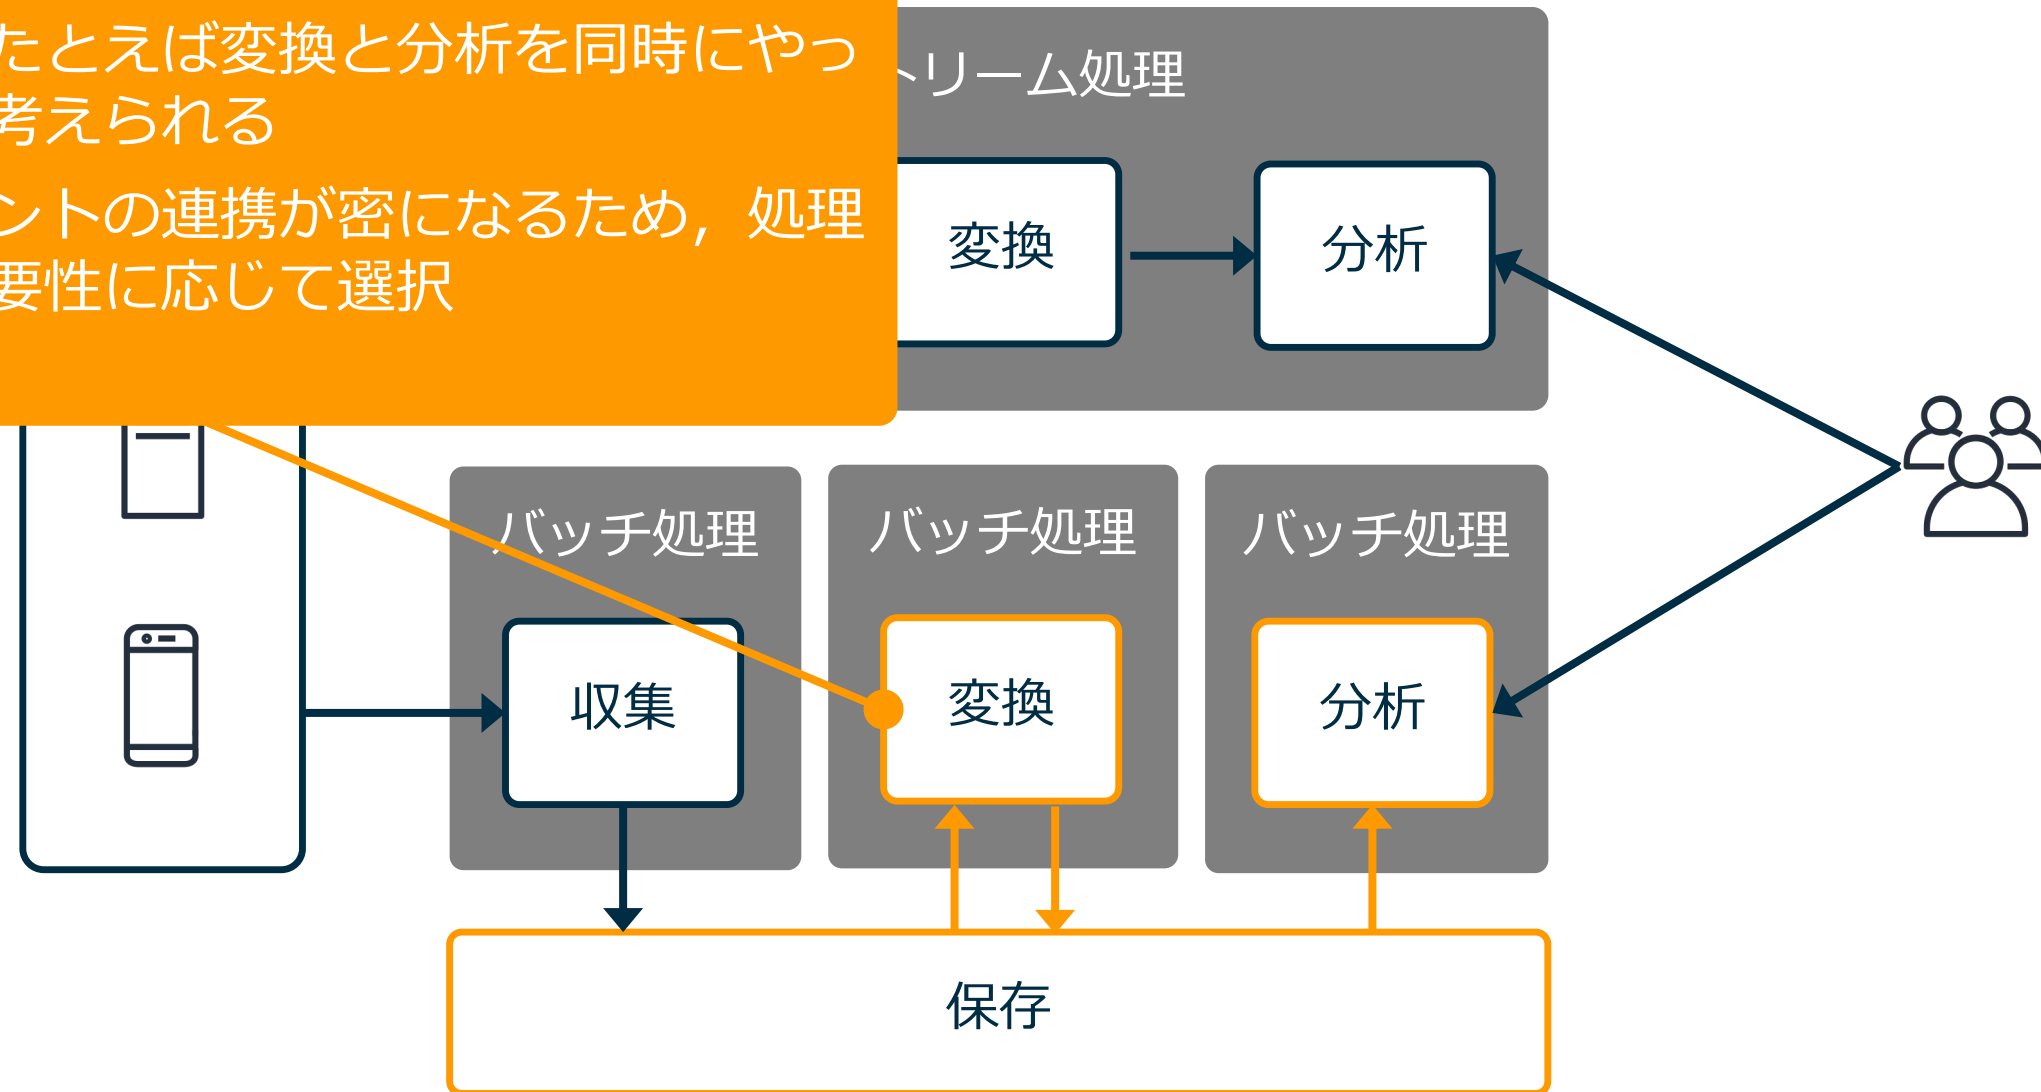 たとえば変換と分析を同時にやっ
考えられる
ントの連携が密になるため，処理
要性に応じて選択
トリーム処理
変換
分析
バッチ処理
バッチ処理
バッチ処理
収集
変換
分析
保存